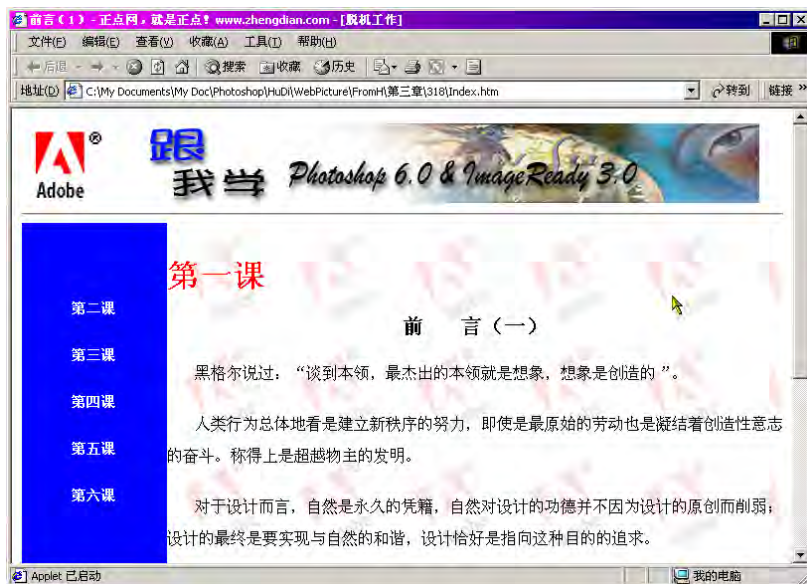 前言（1）- 正点网，就是正点！www.zhengdian.com - [脱机工作]
文件(F) 编辑(E) 查看(V) 收藏(A) 工具(T) 帮助(H)
后退 搜索 收藏 历史
地址(D) C:\My Documents\My Doc\Photoshop\HuDi\WebPicture\FromH\第三章\318\Index.htm 转到 链接 »
Adobe ®
跟
我学 Photoshop 6.0 & ImageReady 3.0
第一课
第二课
第三课
第四课
第五课
第六课
前 言（一）
黑格尔说过：“谈到本领，最杰出的本领就是想象，想象是创造的 ”。
人类行为总体地看是建立新秩序的努力，即使是最原始的劳动也是凝结着创造性意志
的奋斗。称得上是超越物主的发明。
对于设计而言，自然是永久的凭籍，自然对设计的功德并不因为设计的原创而削弱；
设计的最终是要实现与自然的和谐，设计恰好是指向这种目的的追求。
Applet 已启动 我的电脑